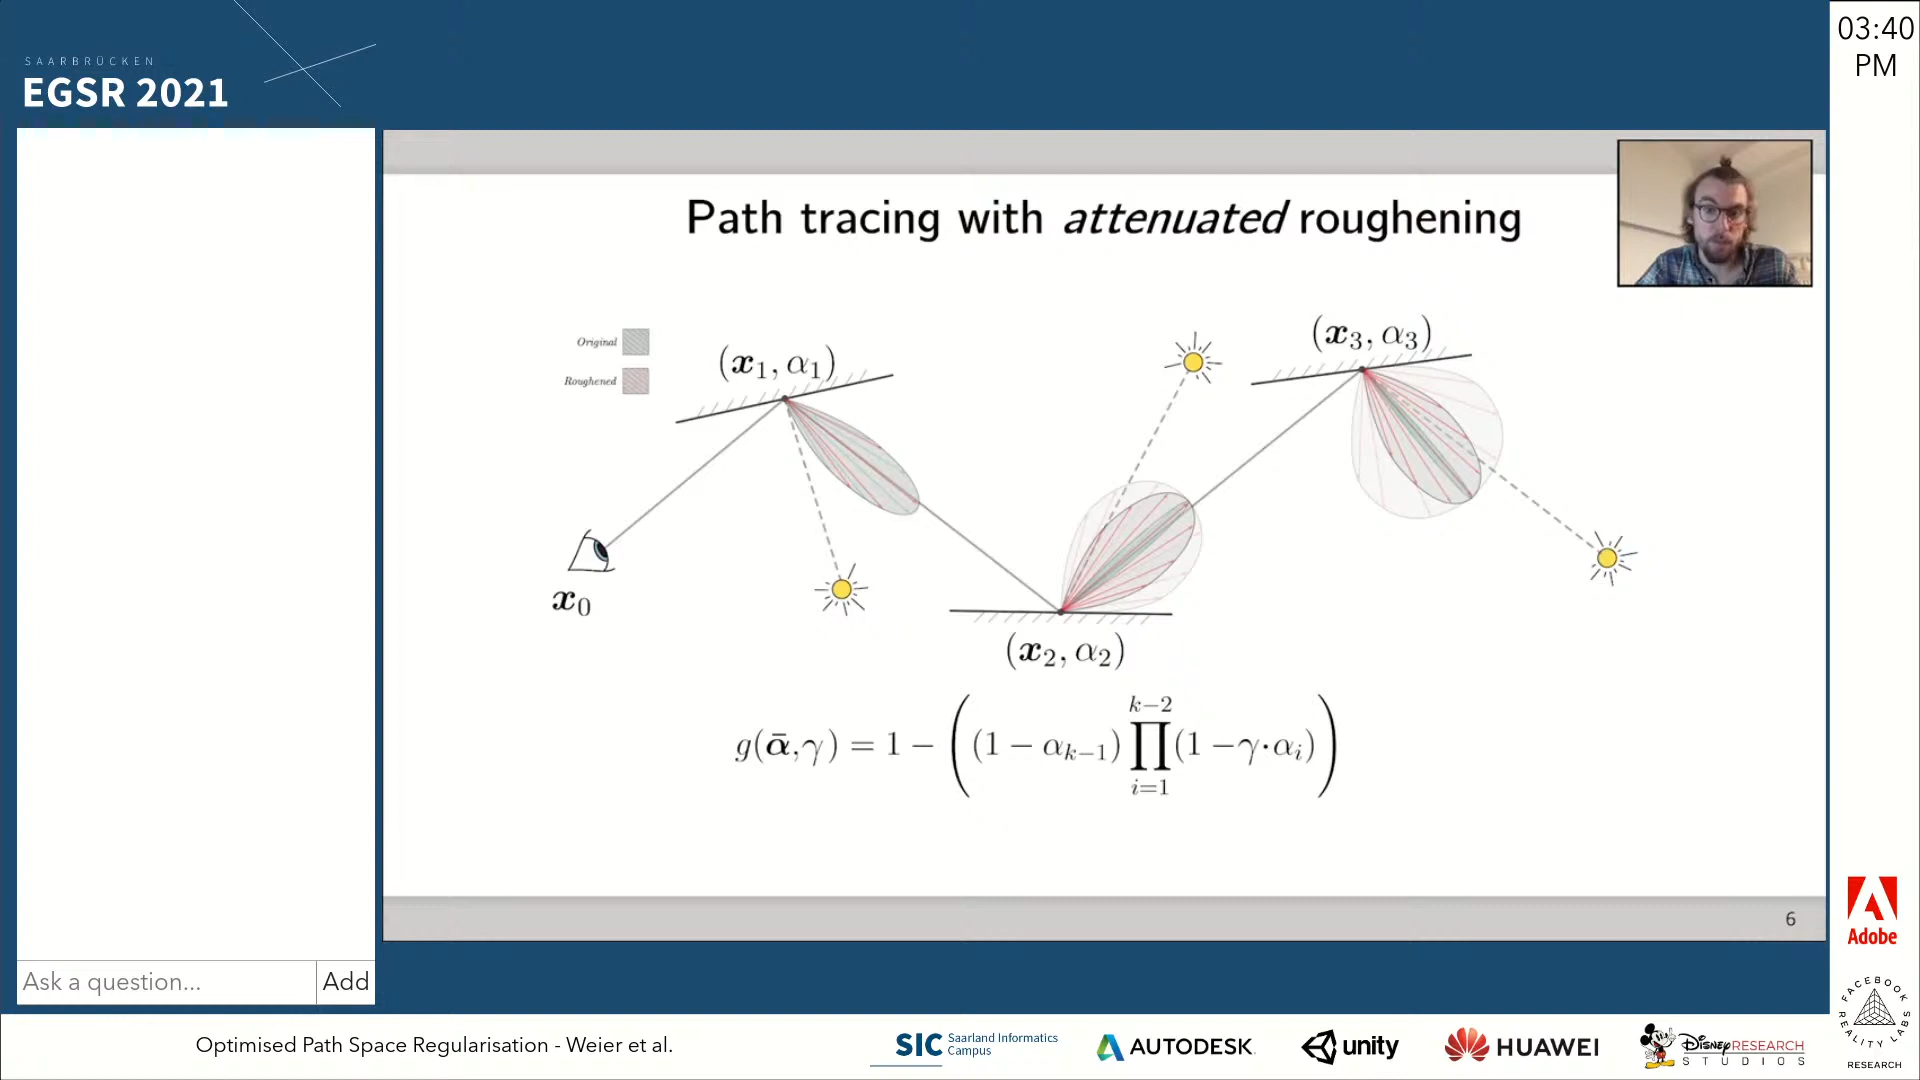 SAARBRÜCKEN
EGSR 2021
03:40
PM
Path tracing with attenuated roughening
Original
Roughened
(x₁, α₁)
(x₃, α₃)
x₀
(x₂, α₂)
g(ᾱ,γ) = 1 − ((1 − α_{k−1}) ∏_{i=1}^{k−2} (1 − γ·α_i))
6
Ask a question...
Add
Adobe
FACEBOOK REALITY LABS
RESEARCH
Optimised Path Space Regularisation - Weier et al.
SIC Saarland Informatics
Campus
AUTODESK.
unity
HUAWEI
DISNEY RESEARCH
STUDIOS